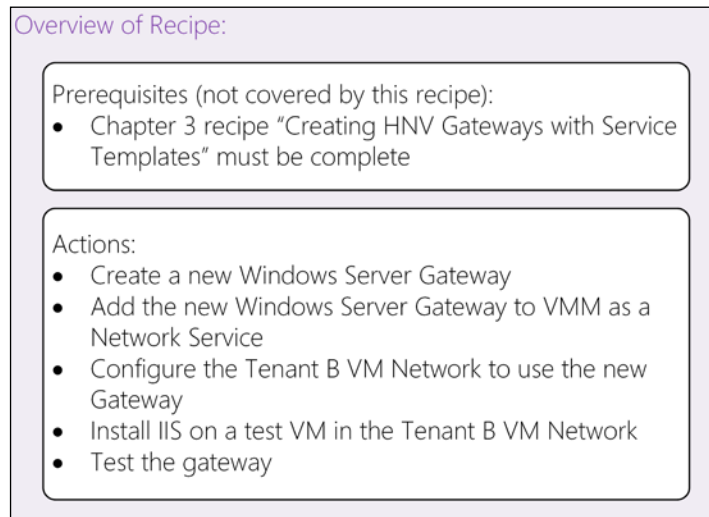 Overview of Recipe:
Prerequisites (not covered by this recipe):
• Chapter 3 recipe “Creating HNV Gateways with Service
Templates” must be complete
Actions:
• Create a new Windows Server Gateway
• Add the new Windows Server Gateway to VMM as a
Network Service
• Configure the Tenant B VM Network to use the new
Gateway
• Install IIS on a test VM in the Tenant B VM Network
• Test the gateway